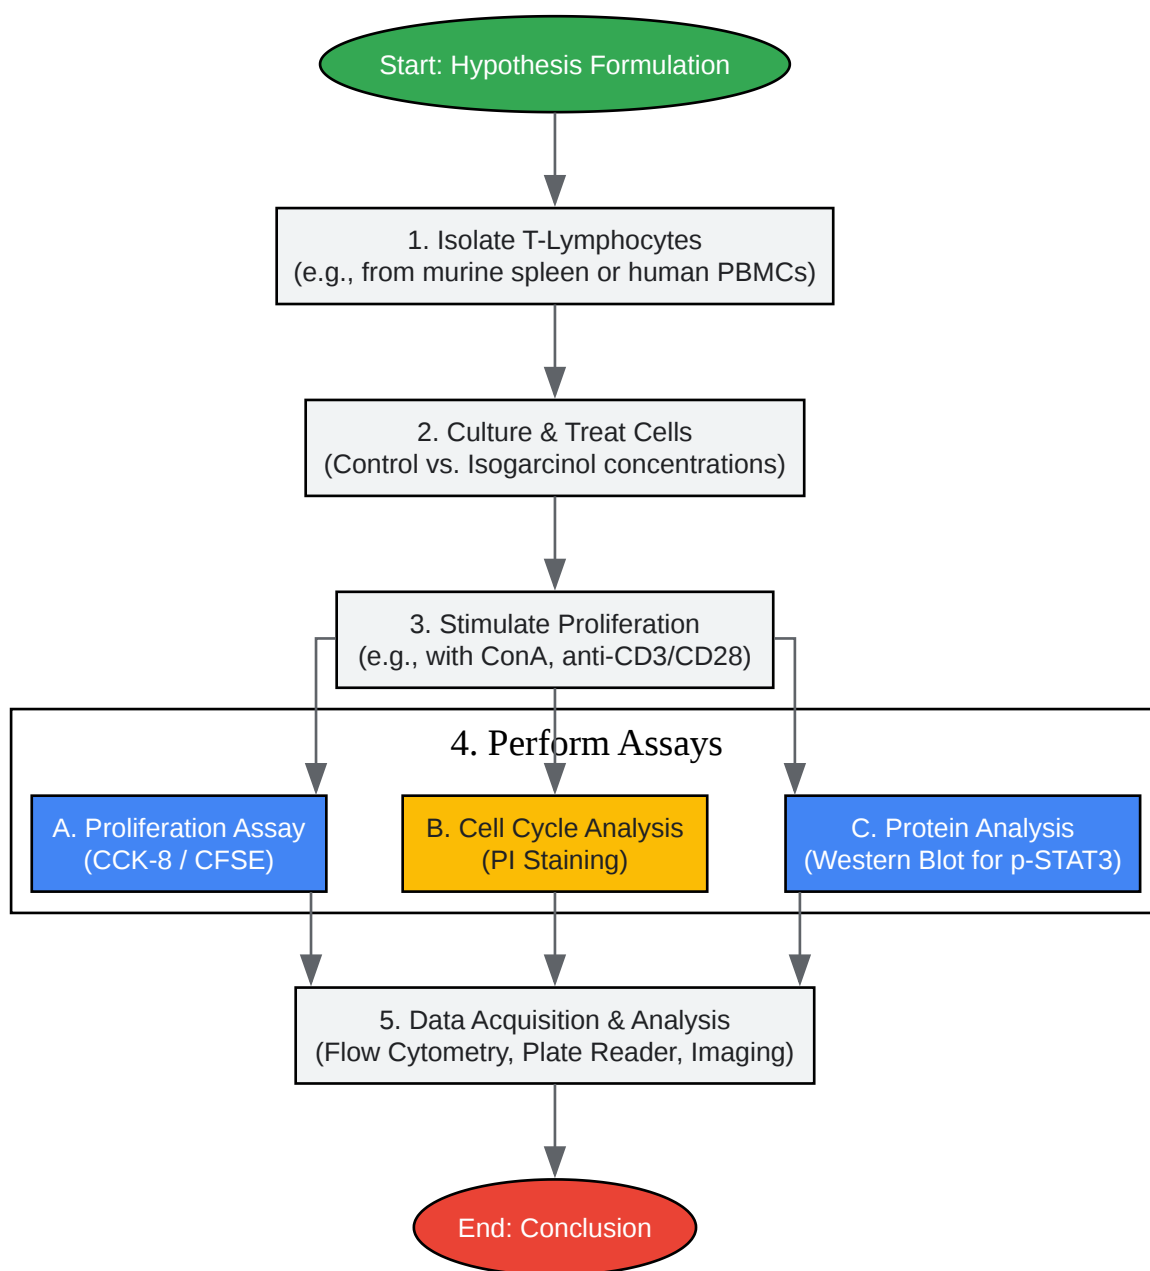 Start: Hypothesis Formulation
1. Isolate T-Lymphocytes
(e.g., from murine spleen or human PBMCs)
2. Culture & Treat Cells
(Control vs. Isogarcinol concentrations)
3. Stimulate Proliferation
(e.g., with ConA, anti-CD3/CD28)
4. Perform Assays
A. Proliferation Assay
(CCK-8 / CFSE)
B. Cell Cycle Analysis
(PI Staining)
C. Protein Analysis
(Western Blot for p-STAT3)
5. Data Acquisition & Analysis
(Flow Cytometry, Plate Reader, Imaging)
End: Conclusion